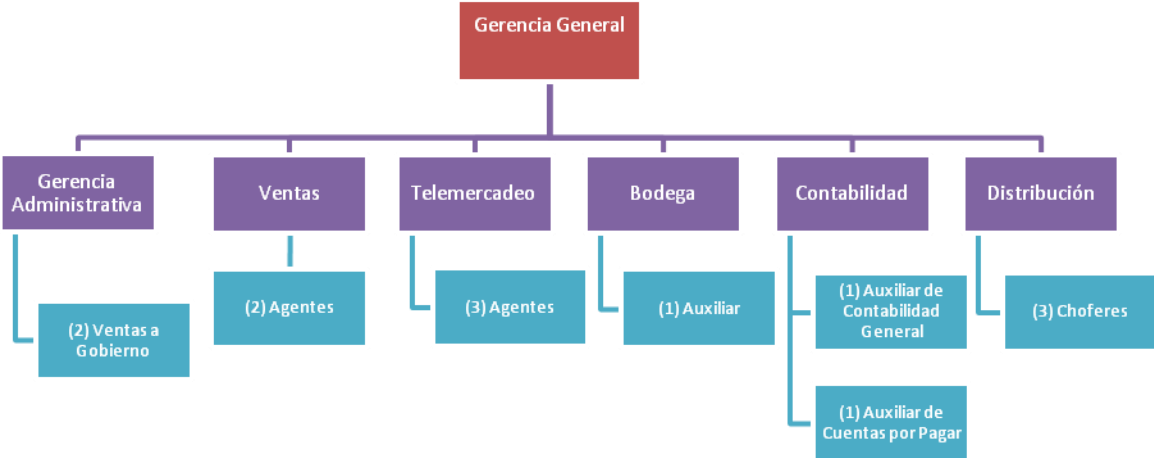 Gerencia General
Gerencia
Administrativa
Ventas
Telemercadeo
Bodega
Contabilidad
Distribución
(2) Ventas a
Gobierno
(2) Agentes
(3) Agentes
(1) Auxiliar
(1) Auxiliar de
Contabilidad
General
(1) Auxiliar de
Cuentas por Pagar
(3) Choferes